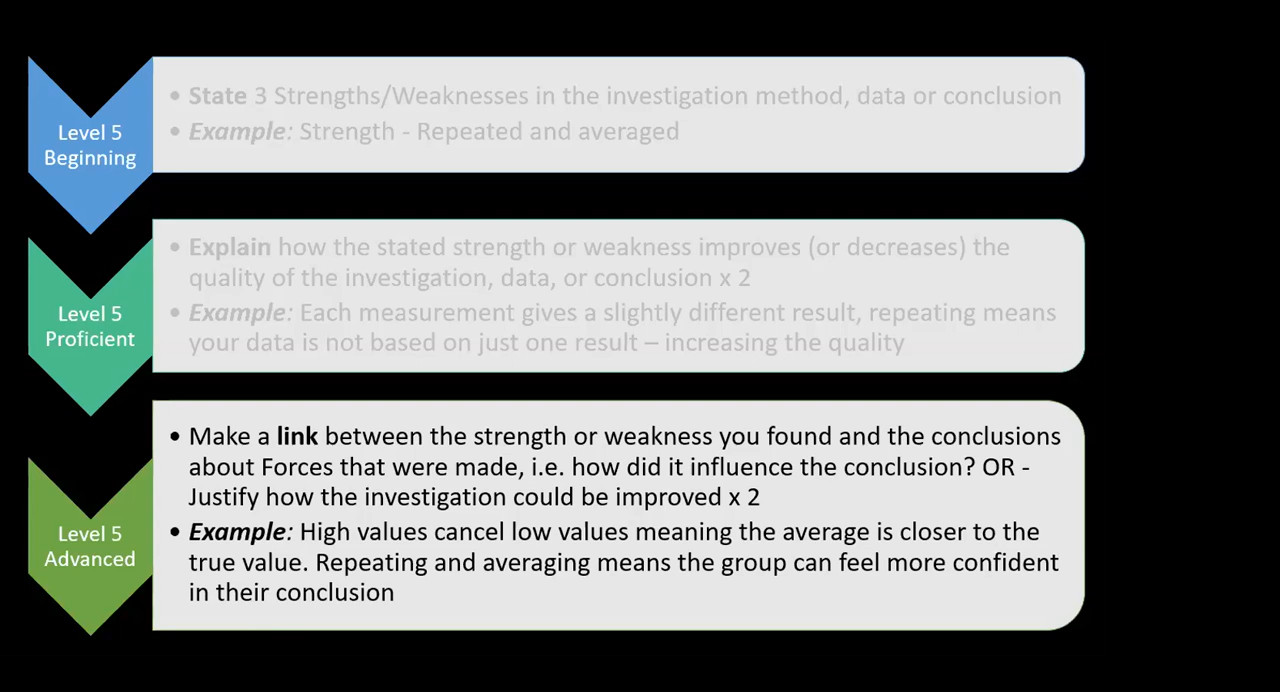 Level 5
Beginning
• State 3 Strengths/Weaknesses in the investigation method, data or conclusion
• Example: Strength - Repeated and averaged
Level 5
Proficient
• Explain how the stated strength or weakness improves (or decreases) the
quality of the investigation, data, or conclusion x 2
• Example: Each measurement gives a slightly different result, repeating means
your data is not based on just one result – increasing the quality
Level 5
Advanced
• Make a link between the strength or weakness you found and the conclusions
about Forces that were made, i.e. how did it influence the conclusion? OR -
Justify how the investigation could be improved x 2
• Example: High values cancel low values meaning the average is closer to the
true value. Repeating and averaging means the group can feel more confident
in their conclusion